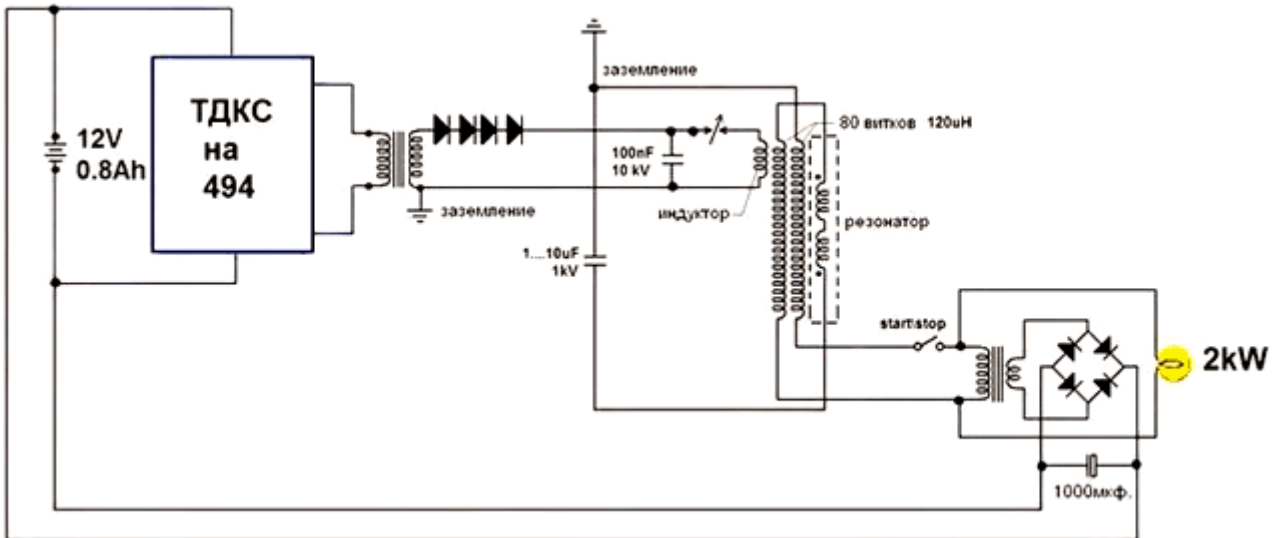 ТДКС
на
494
12V
0.8Ah
заземление
80 витков 120uH
100nF
10 kV
индуктор
заземление
резонатор
1....10uF
1kV
start\stop
2kW
1000мкф.